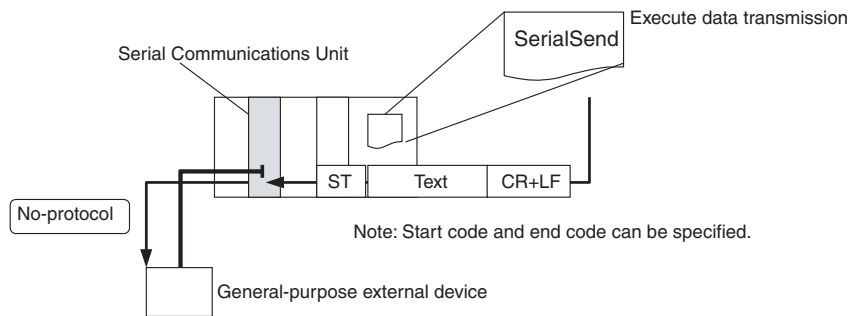 Execute data transmission
SerialSend
Serial Communications Unit
ST Text CR+LF
No-protocol
Note: Start code and end code can be specified.
General-purpose external device